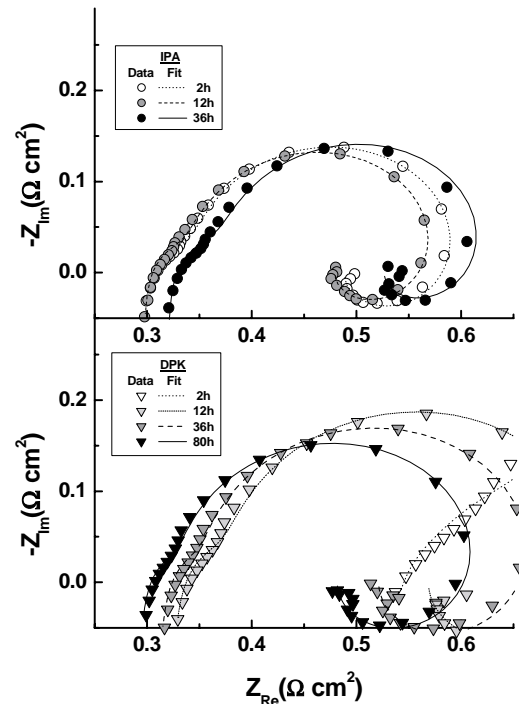 0.2
0.1
0.0
-Z_Im(Ω cm²)
IPA
Data Fit
2h
12h
36h
0.3 0.4 0.5 0.6
0.2
0.1
0.0
-Z_Im(Ω cm²)
DPK
Data Fit
2h
12h
36h
80h
0.3 0.4 0.5 0.6
Z_Re(Ω cm²)